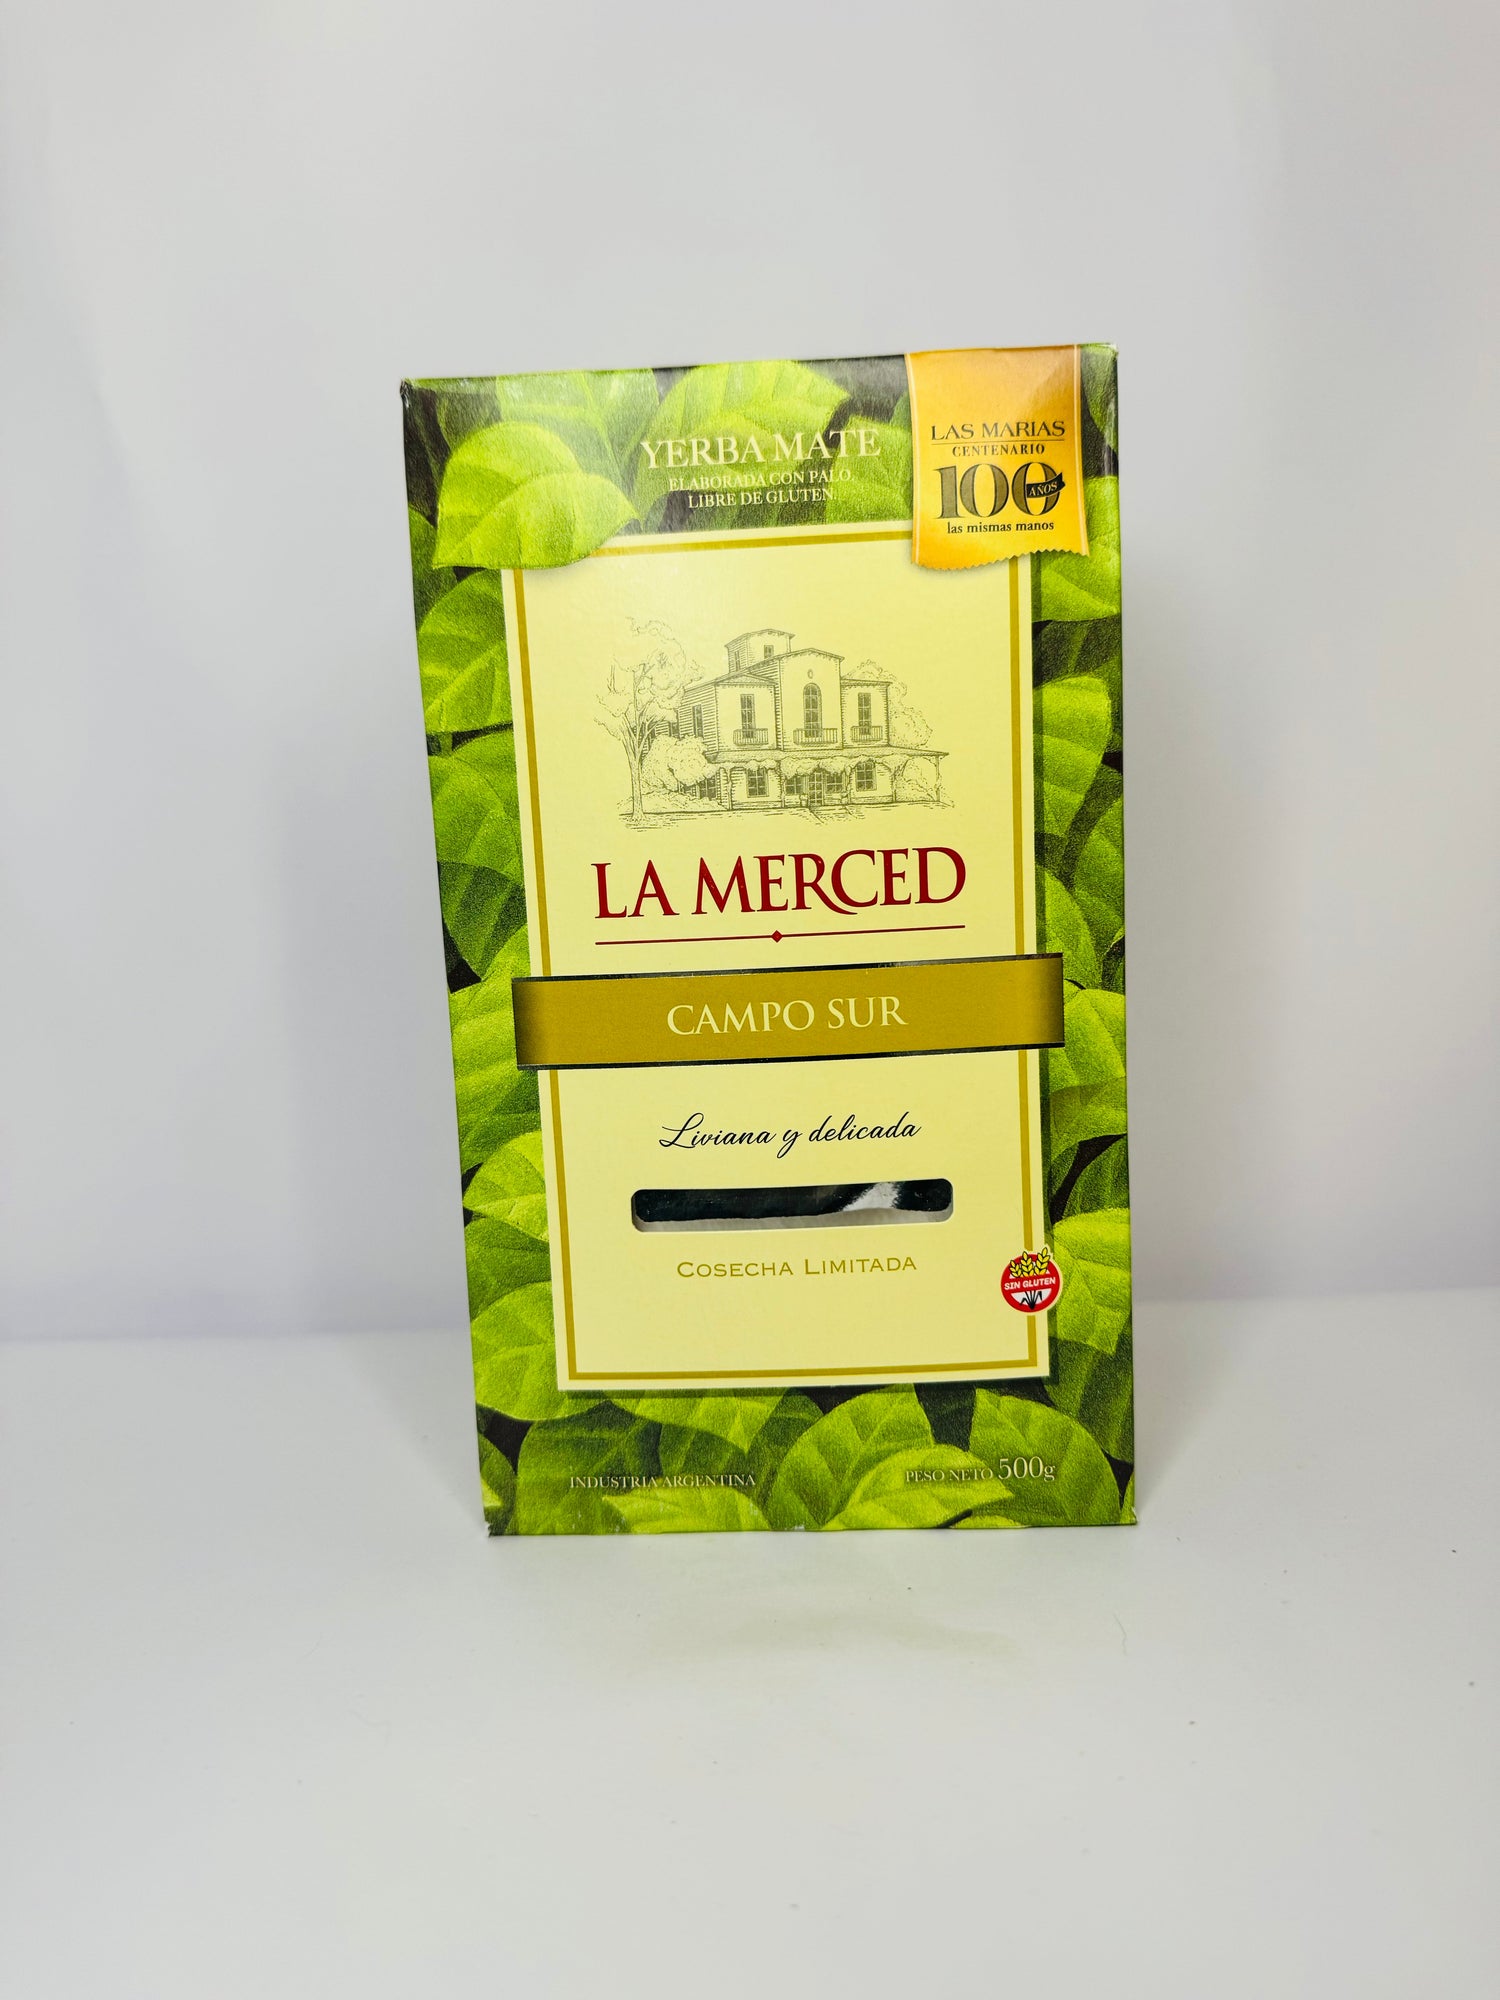 YERBA MATE
ELABORADA CON PALO.
LIBRE DE GLUTEN.
LAS MARIAS
CENTENARIO
100
AÑOS
las mismas manos
LA MERCED
CAMPO SUR
Liviana y delicada
COSECHA LIMITADA
SIN GLUTEN
INDUSTRIA ARGENTINA
PESO NETO 500g